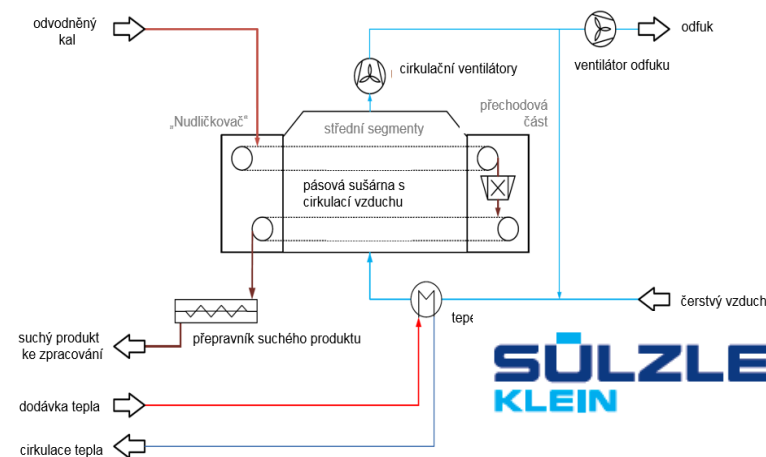 odvodněný
kal
odfuk
cirkulační ventilátory
ventilátor odfuku
„Nudličkovač“
střední segmenty
přechodová
část
pásová sušárna s
cirkulací vzduchu
čerstvý vzduch
suchý produkt
ke zpracování
přepravník suchého produktu
dodávka tepla
cirkulace tepla
SÜLZLE
KLEIN